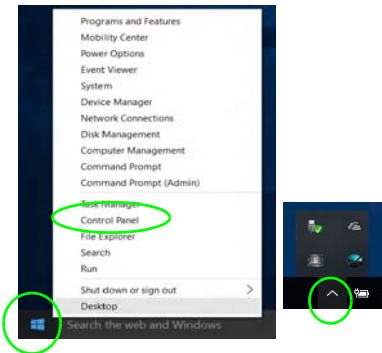 Programs and Features
Mobility Center
Power Options
Event Viewer
System
Device Manager
Network Connections
Disk Management
Computer Management
Command Prompt
Command Prompt (Admin)
Task Manager
Control Panel
File Explorer
Search
Run
Shut down or sign out
Desktop
Search the web and Windows